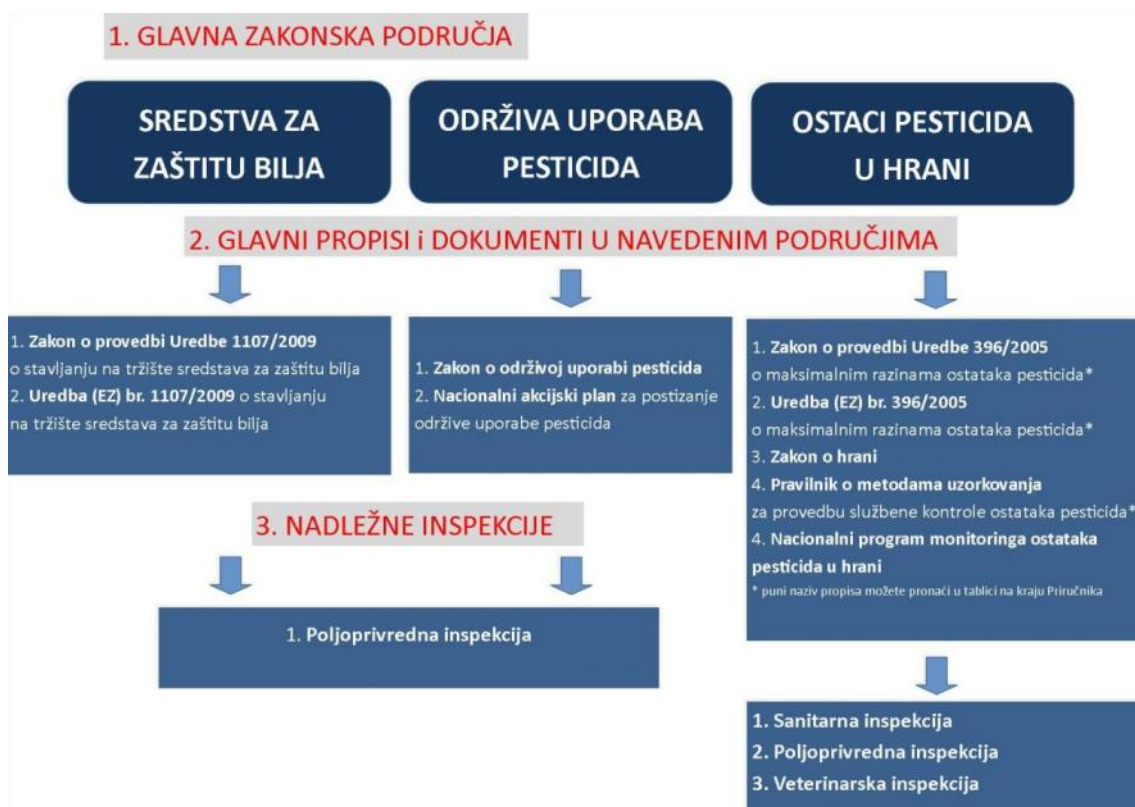 1. GLAVNA ZAKONSKA PODRUČJA
SREDSTVA ZA
ZAŠTITU BILJA
ODRŽIVA UPORABA
PESTICIDA
OSTACI PESTICIDA
U HRANI
2. GLAVNI PROPISI i DOKUMENTI U NAVEDENIM PODRUČJIMA
1. Zakon o provedbi Uredbe 1107/2009
o stavljanju na tržište sredstava za zaštitu bilja
2. Uredba (EZ) br. 1107/2009 o stavljanju
na tržište sredstava za zaštitu bilja
1. Zakon o održivoj uporabi pesticida
2. Nacionalni akcijski plan za postizanje
održive uporabe pesticida
1. Zakon o provedbi Uredbe 396/2005
o maksimalnim razinama ostataka pesticida*
2. Uredba (EZ) br. 396/2005
o maksimalnim razinama ostataka pesticida*
3. Zakon o hrani
4. Pravilnik o metodama uzorkovanja
za provedbu službene kontrole ostataka pesticida*
4. Nacionalni program monitoringa ostataka
pesticida u hrani
* puni naziv propisa možete pronaći u tablici na kraju Priručnika
3. NADLEŽNE INSPEKCIJE
1. Poljoprivredna inspekcija
1. Sanitarna inspekcija
2. Poljoprivredna inspekcija
3. Veterinarska inspekcija